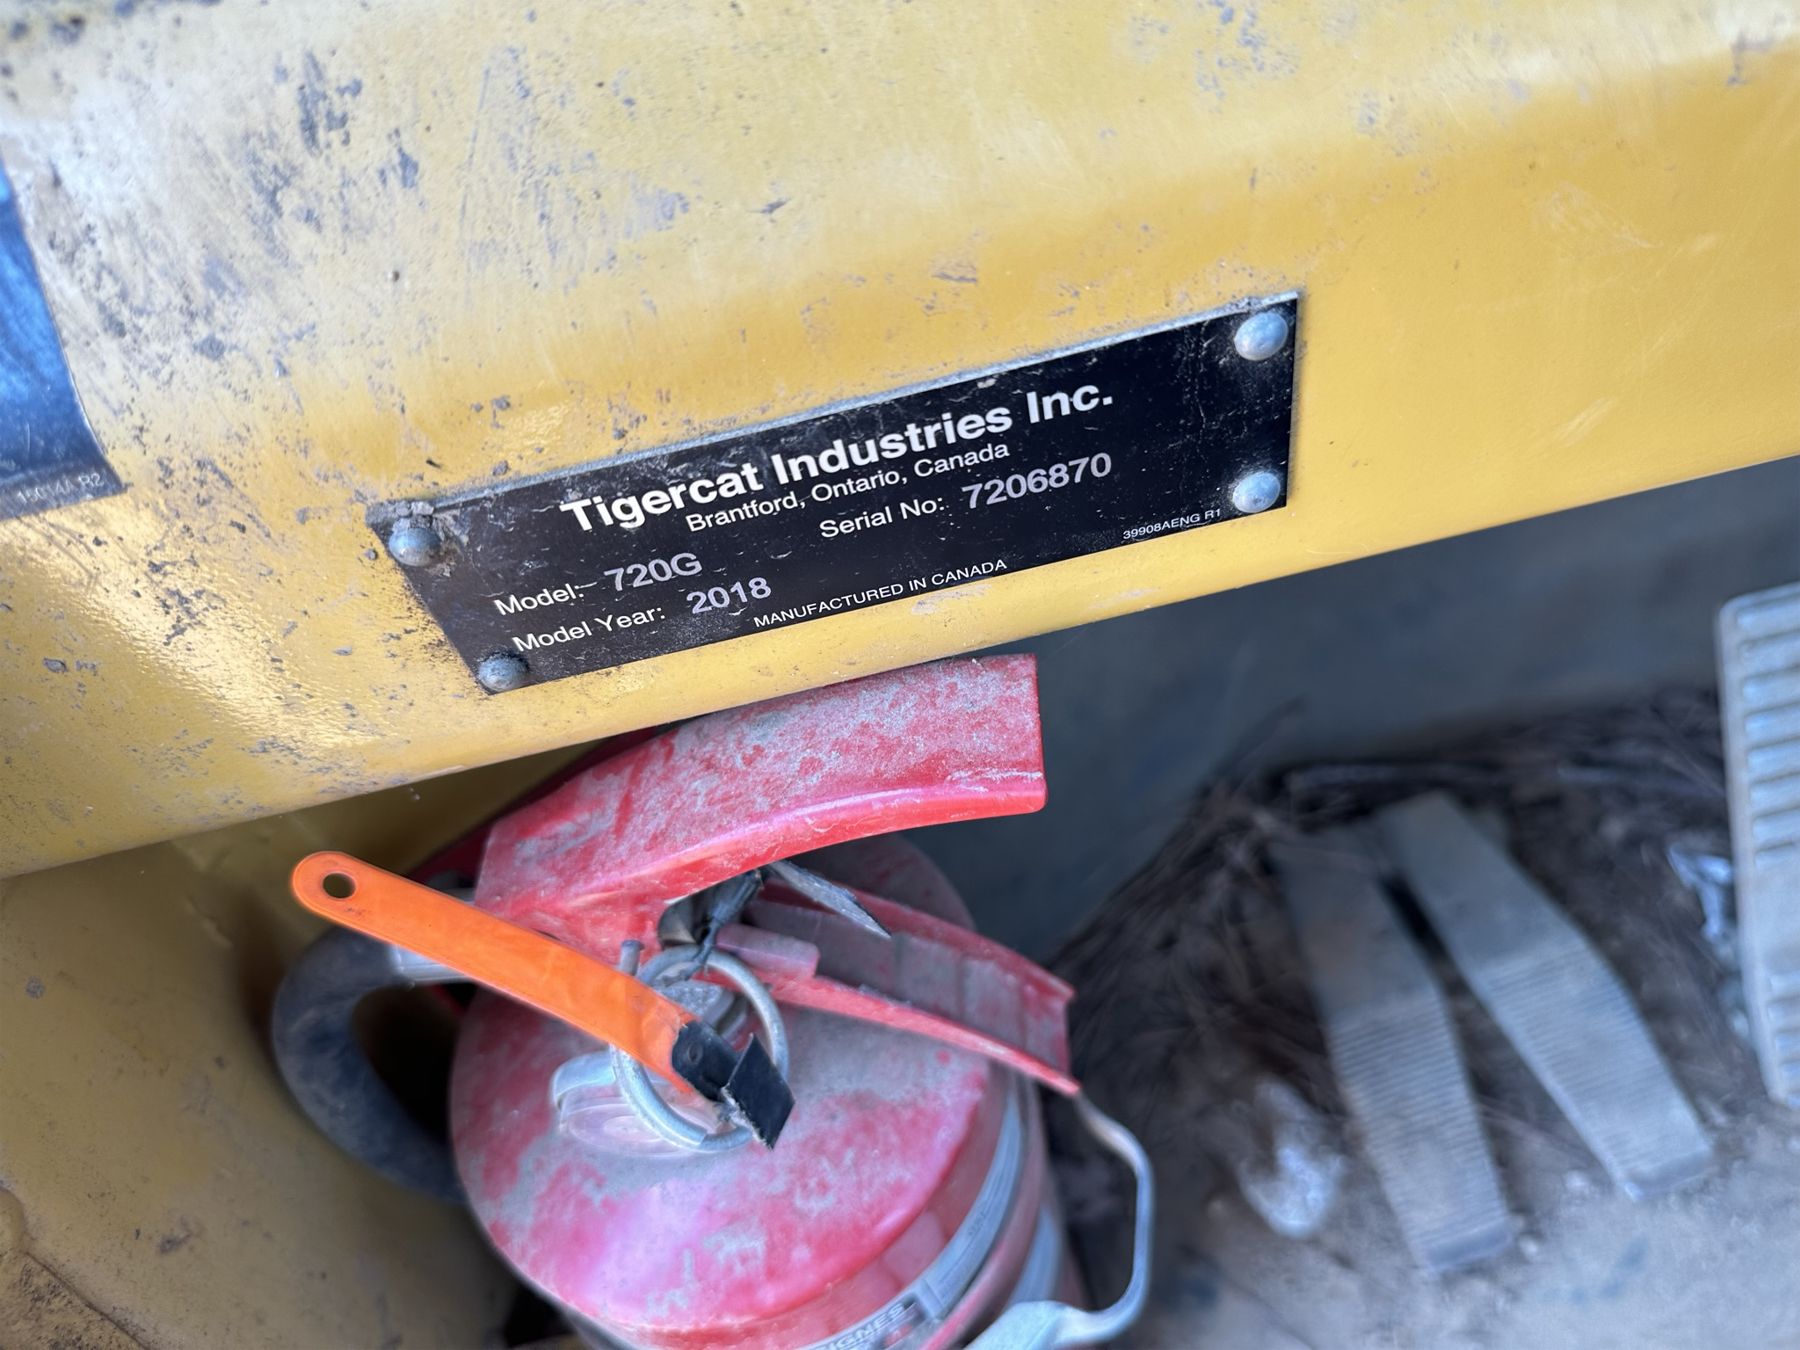 Tigercat Industries Inc.
Brantford, Ontario, Canada
Model: 720G
Serial No: 7206870
Model Year: 2018
MANUFACTURED IN CANADA
39908AENG R1
R2